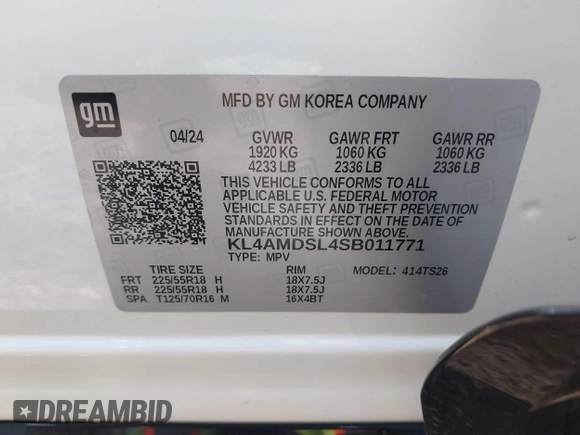 gm
MFD BY GM KOREA COMPANY
04/24 GVWR GAWR FRT GAWR RR
1920 KG 1060 KG 1060 KG
4233 LB 2336 LB 2336 LB
THIS VEHICLE CONFORMS TO ALL
APPLICABLE U.S. FEDERAL MOTOR
VEHICLE SAFETY AND THEFT PREVENTION
STANDARDS IN EFFECT ON THE DATE OF
MANUFACTURE SHOWN ABOVE.
KL4AMDSL4SB011771
TYPE: MPV
TIRE SIZE RIM MODEL: 414TS26
FRT 225/55R18 H 18X7.5J
RR 225/55R18 H 18X7.5J
SPA T125/70R16 M 16X4BT
DREAMBID